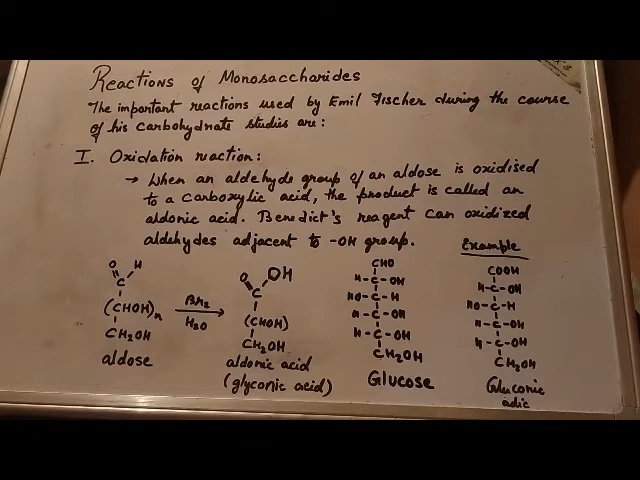 Reactions of Monosaccharides
The important reactions used by Emil Fischer during the course
of his carbohydrate studies are:
I. Oxidation reaction:
→ When an aldehyde group of an aldose is oxidised
to a carboxylic acid, the product is called an
aldonic acid. Benedict's reagent can oxidized
aldehydes adjacent to -OH group.
Example
O H
C
(CHOH)n
CH2OH
aldose
Br2
H2O
O OH
C
(CHOH)
CH2OH
aldonic acid
(glyconic acid)
CHO
H-C-OH
HO-C-H
H-C-OH
H-C-OH
CH2OH
Glucose
COOH
H-C-OH
HO-C-H
H-C-OH
H-C-OH
CH2OH
Gluconic
adic